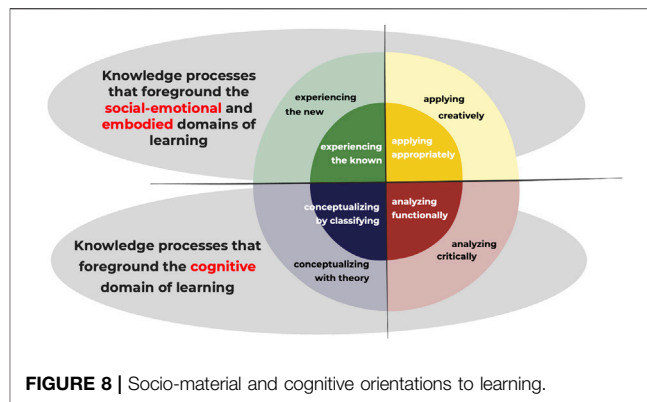 Knowledge processes
that foreground the
social-emotional and
embodied domains of
learning
experiencing
the new
applying
creatively
experiencing
the known
applying
appropriately
conceptualizing
by classifying
analyzing
functionally
Knowledge processes that
foreground the cognitive
domain of learning
conceptualizing
with theory
analyzing
critically
FIGURE 8 | Socio-material and cognitive orientations to learning.